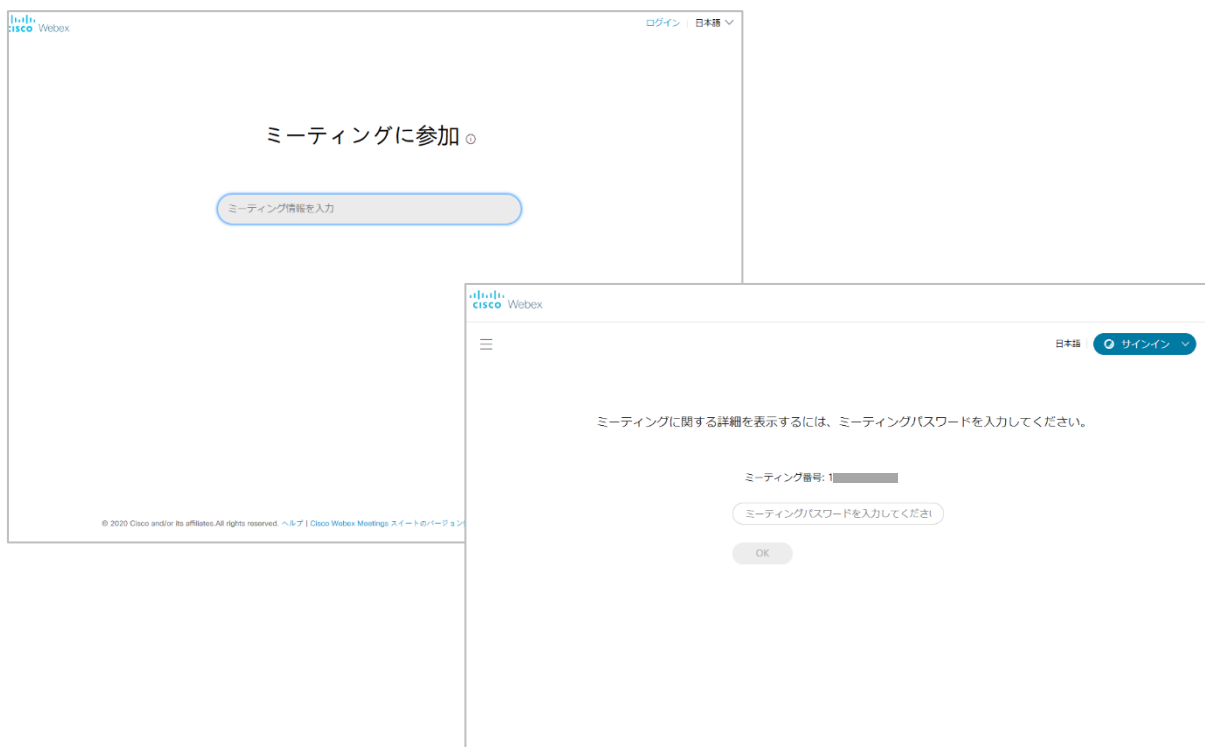 cisco Webex
ログイン 日本語
ミーティングに参加
ミーティング情報を入力
© 2020 Cisco and/or its affiliates.All rights reserved. ヘルプ | Cisco Webex Meetings スイートのバージョン
cisco Webex
日本語 サインイン
ミーティングに関する詳細を表示するには、ミーティングパスワードを入力してください。
ミーティング番号: 1
ミーティングパスワードを入力してくださ
OK